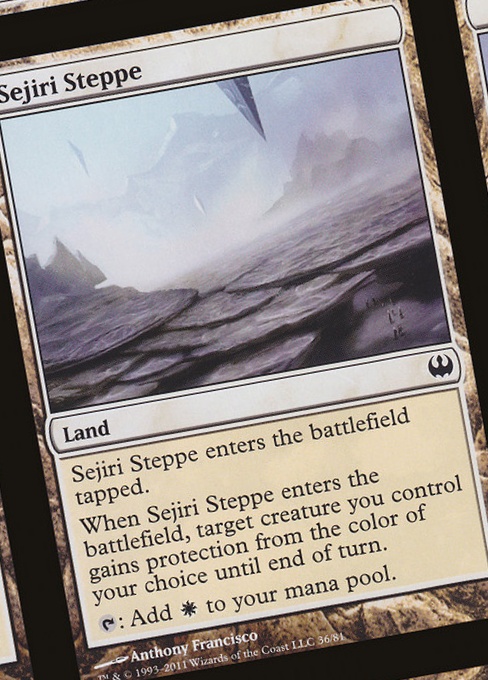 Sejiri Steppe
Land
Sejiri Steppe enters the battlefield
tapped.
When Sejiri Steppe enters the
battlefield, target creature you control
gains protection from the color of
your choice until end of turn.
: Add to your mana pool.
Anthony Francisco
™ & © 1993–2011 Wizards of the Coast LLC 36/81